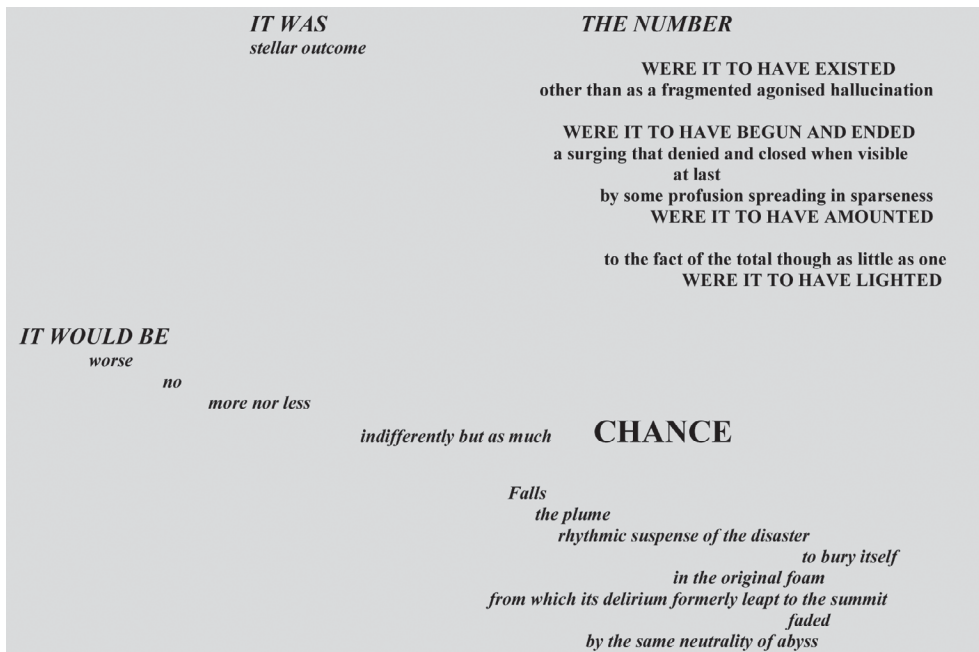 IT WAS THE NUMBER
stellar outcome
WERE IT TO HAVE EXISTED
other than as a fragmented agonised hallucination
WERE IT TO HAVE BEGUN AND ENDED
a surging that denied and closed when visible
at last
by some profusion spreading in sparseness
WERE IT TO HAVE AMOUNTED
to the fact of the total though as little as one
WERE IT TO HAVE LIGHTED
IT WOULD BE
worse
no
more nor less
indifferently but as much CHANCE
Falls
the plume
rhythmic suspense of the disaster
to bury itself
in the original foam
from which its delirium formerly leapt to the summit
faded
by the same neutrality of abyss